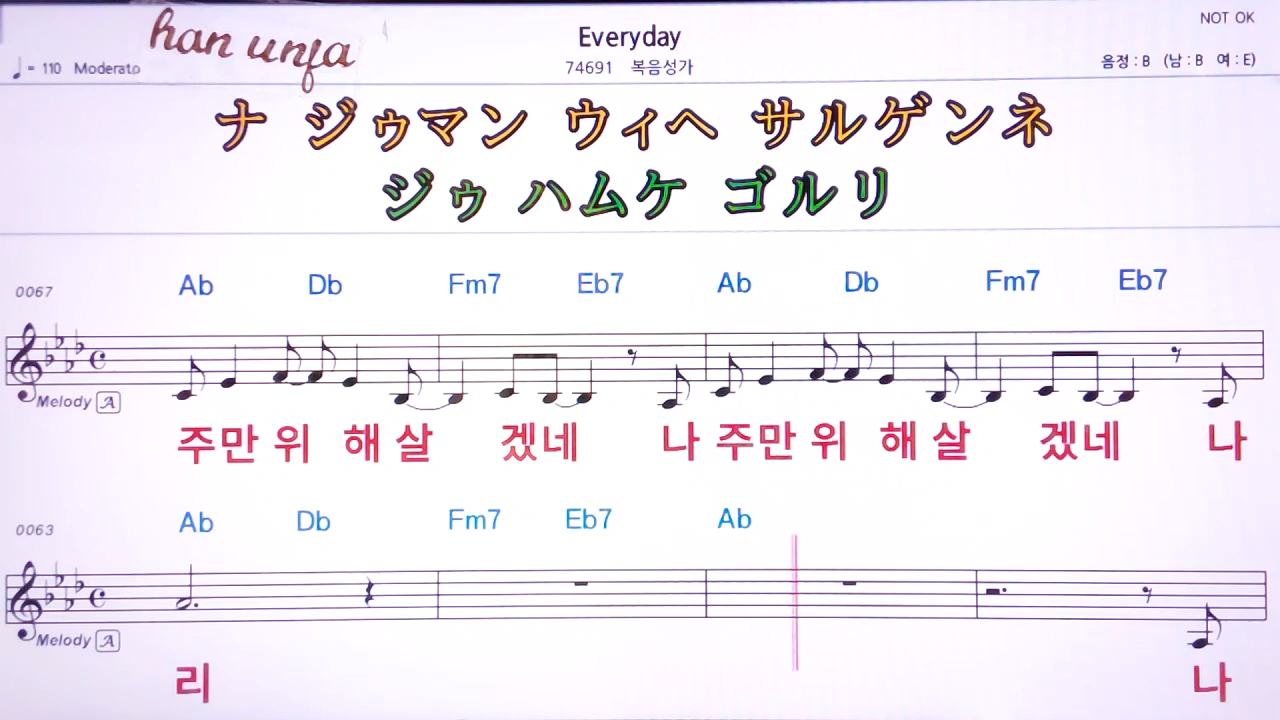 han unja
NOT OK
Everyday
♩= 110 Moderato
74691 복음성가
음정 : B (남 : B 여 : E)
ナ ジゥマン ウィヘ サルゲンネ
ジゥ ハムケ ゴルリ
0067 Ab Db Fm7 Eb7 Ab Db Fm7 Eb7
Melody A
주만 위 해 살 겠네 나 주만 위 해 살 겠네 나
0063 Ab Db Fm7 Eb7 Ab
Melody A
리 나